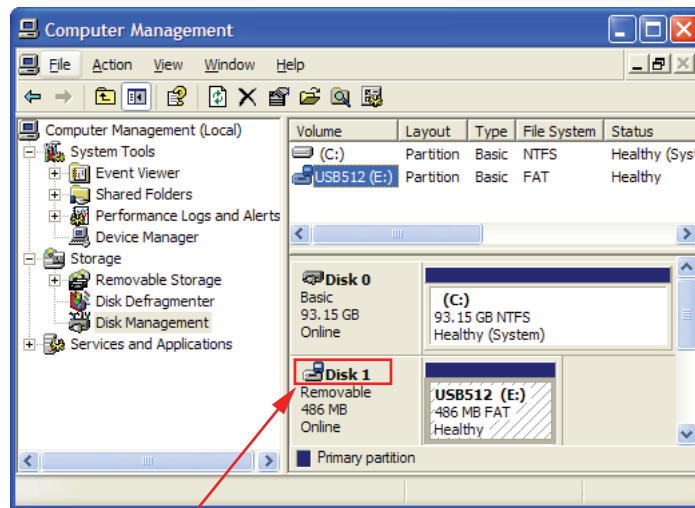 Computer Management
File Action View Window Help
Computer Management (Local)
System Tools
Event Viewer
Shared Folders
Performance Logs and Alerts
Device Manager
Storage
Removable Storage
Disk Defragmenter
Disk Management
Services and Applications
Volume Layout Type File System Status
(C:) Partition Basic NTFS Healthy (Sys
USB512 (E:) Partition Basic FAT Healthy
Disk 0
Basic
93.15 GB
Online
(C:)
93.15 GB NTFS
Healthy (System)
Disk 1
Removable
486 MB
Online
USB512 (E:)
486 MB FAT
Healthy
Primary partition